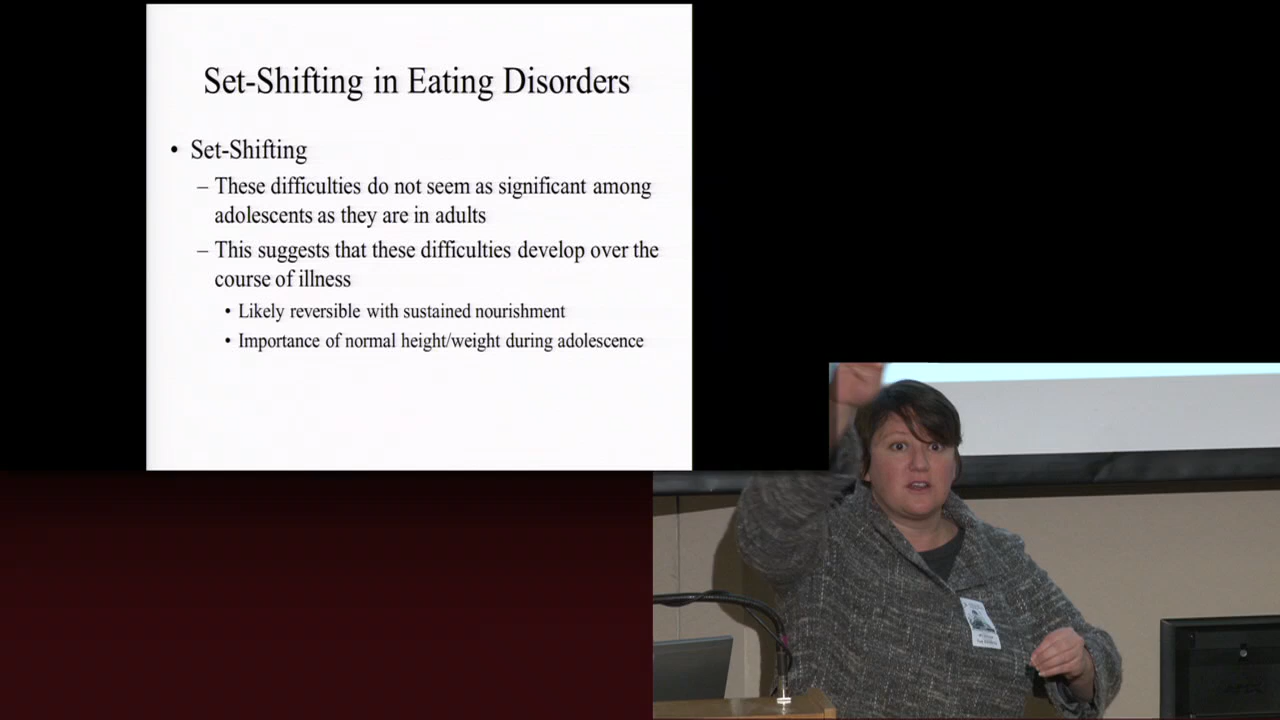 Set-Shifting in Eating Disorders
• Set-Shifting
– These difficulties do not seem as significant among
adolescents as they are in adults
– This suggests that these difficulties develop over the
course of illness
• Likely reversible with sustained nourishment
• Importance of normal height/weight during adolescence